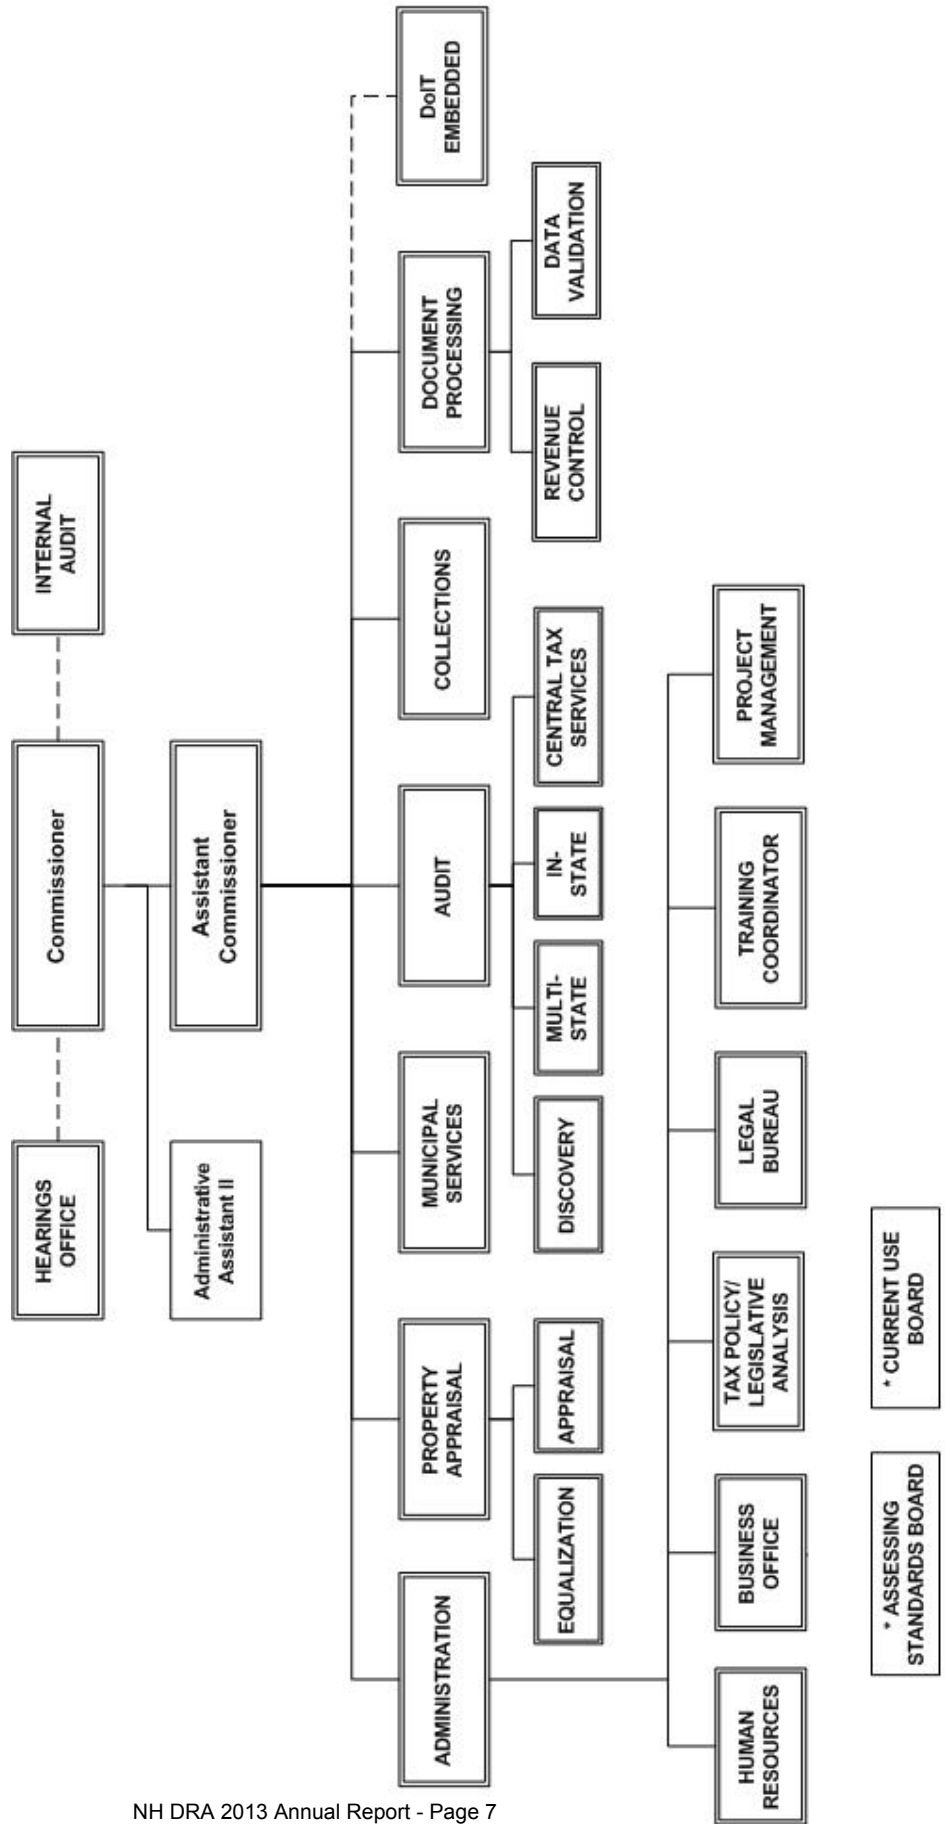 HEARINGS
OFFICE
Commissioner
INTERNAL
AUDIT
Administrative
Assistant II
Assistant
Commissioner
ADMINISTRATION
PROPERTY
APPRAISAL
MUNICIPAL
SERVICES
AUDIT
COLLECTIONS
DOCUMENT
PROCESSING
DoIT
EMBEDDED
EQUALIZATION
APPRAISAL
DISCOVERY
MULTI-
STATE
IN-
STATE
CENTRAL TAX
SERVICES
REVENUE
CONTROL
DATA
VALIDATION
HUMAN
RESOURCES
BUSINESS
OFFICE
TAX POLICY/
LEGISLATIVE
ANALYSIS
LEGAL
BUREAU
TRAINING
COORDINATOR
PROJECT
MANAGEMENT
* ASSESSING
STANDARDS BOARD
* CURRENT USE
BOARD
NH DRA 2013 Annual Report - Page 7